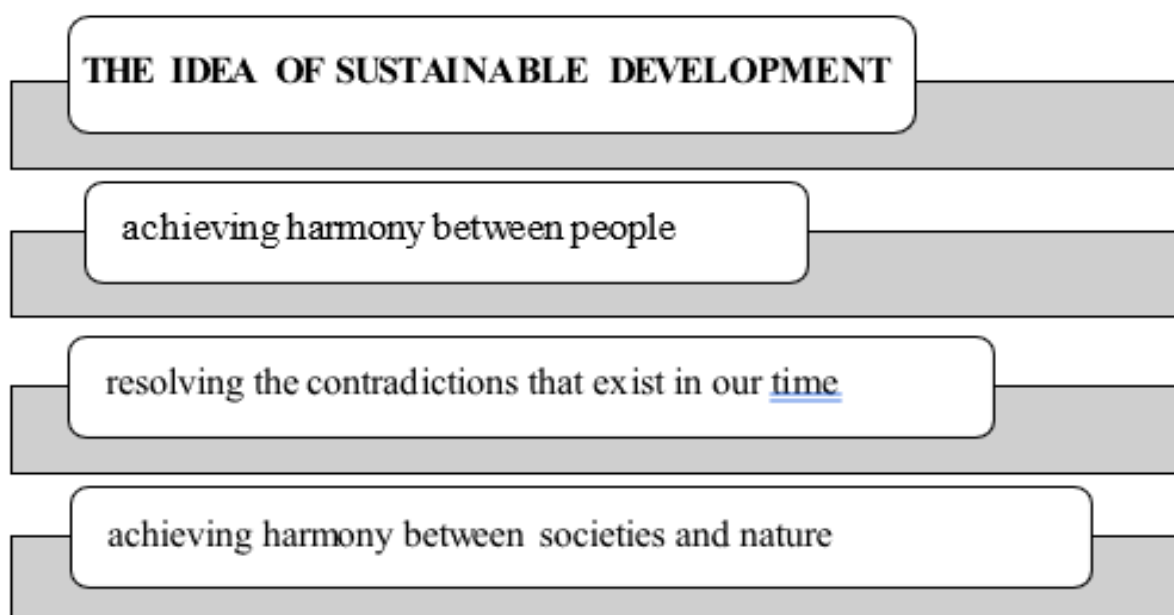 THE IDEA OF SUSTAINABLE DEVELOPMENT
achieving harmony between people
resolving the contradictions that exist in our time
achieving harmony between societies and nature